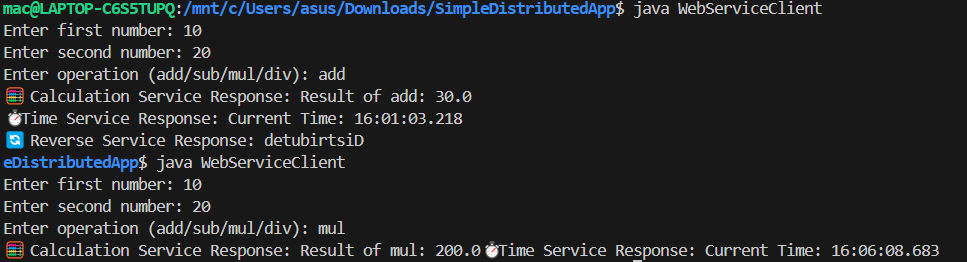 mac@LAPTOP-C6S5TUPQ:/mnt/c/Users/asus/Downloads/SimpleDistributedApp$ java WebServiceClient
Enter first number: 10
Enter second number: 20
Enter operation (add/sub/mul/div): add
🧮 Calculation Service Response: Result of add: 30.0
⏱️Time Service Response: Current Time: 16:01:03.218
🔄 Reverse Service Response: detubirtsiD
eDistributedApp$ java WebServiceClient
Enter first number: 10
Enter second number: 20
Enter operation (add/sub/mul/div): mul
🧮 Calculation Service Response: Result of mul: 200.0⏱️Time Service Response: Current Time: 16:06:08.683